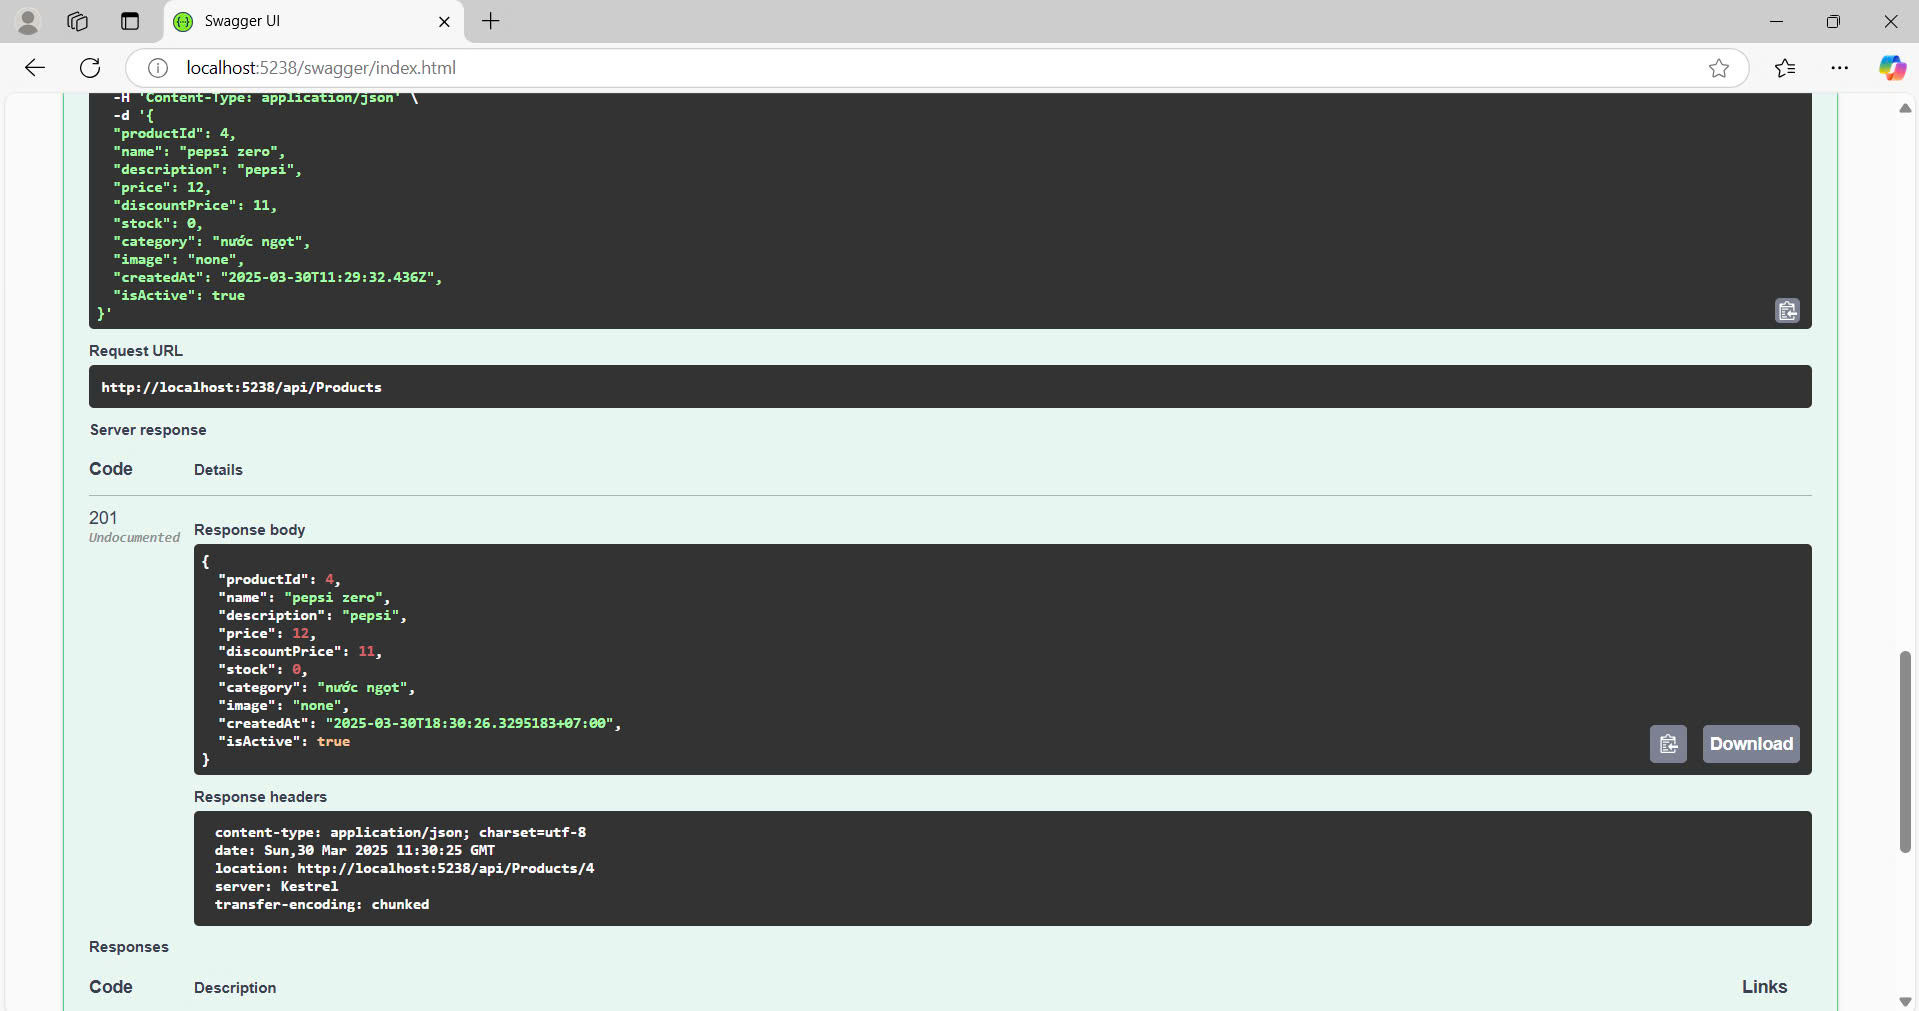 Swagger UI
localhost:5238/swagger/index.html
-H 'Content-Type: application/json' \
-d '{
"productId": 4,
"name": "pepsi zero",
"description": "pepsi",
"price": 12,
"discountPrice": 11,
"stock": 0,
"category": "nước ngọt",
"image": "none",
"createdAt": "2025-03-30T11:29:32.436Z",
"isActive": true
}'
Request URL
http://localhost:5238/api/Products
Server response
Code Details
201
Undocumented
Response body
{
"productId": 4,
"name": "pepsi zero",
"description": "pepsi",
"price": 12,
"discountPrice": 11,
"stock": 0,
"category": "nước ngọt",
"image": "none",
"createdAt": "2025-03-30T18:30:26.3295183+07:00",
"isActive": true
}
Download
Response headers
content-type: application/json; charset=utf-8
date: Sun,30 Mar 2025 11:30:25 GMT
location: http://localhost:5238/api/Products/4
server: Kestrel
transfer-encoding: chunked
Responses
Code Description Links